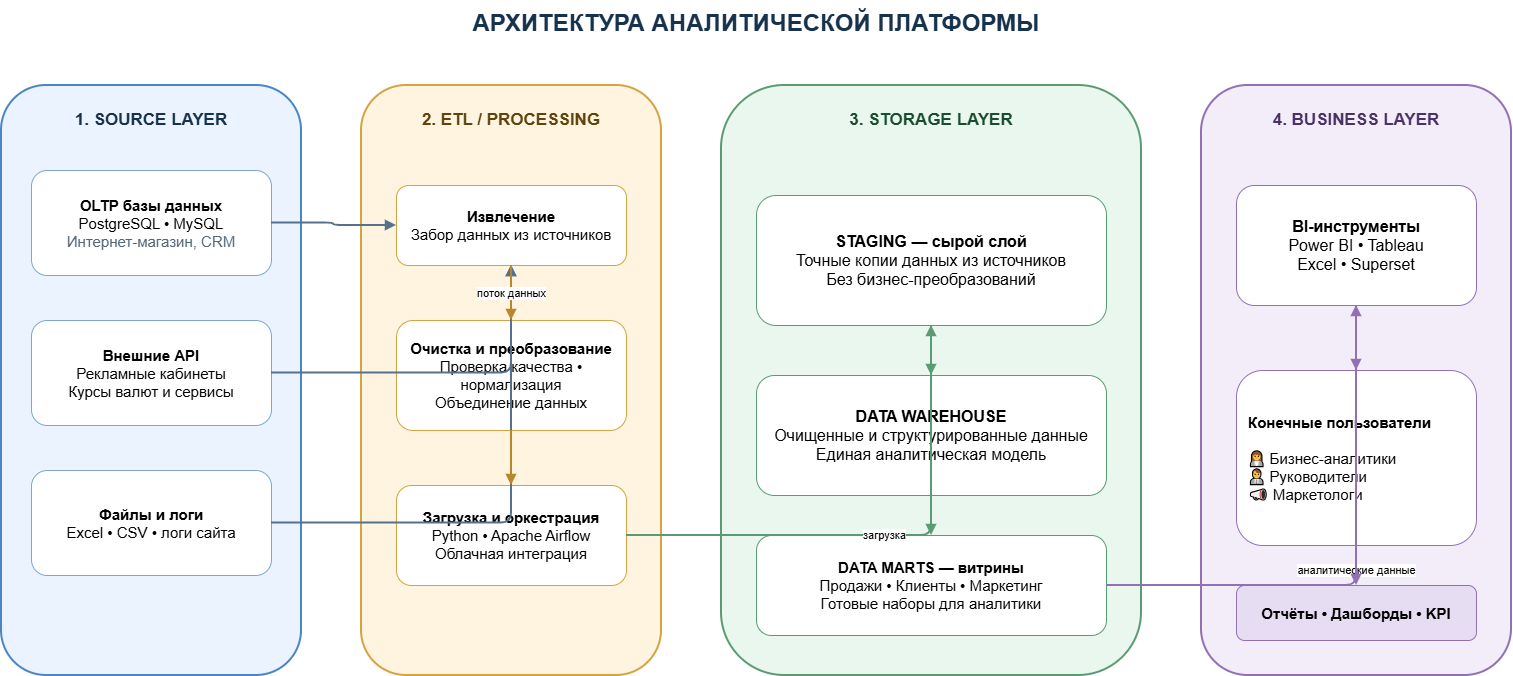 АРХИТЕКТУРА АНАЛИТИЧЕСКОЙ ПЛАТФОРМЫ
1. SOURCE LAYER
OLTP базы данных
PostgreSQL • MySQL
Интернет-магазин, CRM
Внешние API
Рекламные кабинеты
Курсы валют и сервисы
Файлы и логи
Excel • CSV • логи сайта
2. ETL / PROCESSING
Извлечение
Забор данных из источников
поток данных
Очистка и преобразование
Проверка качества •
нормализация
Объединение данных
Загрузка и оркестрация
Python • Apache Airflow
Облачная интеграция
3. STORAGE LAYER
STAGING — сырой слой
Точные копии данных из источников
Без бизнес-преобразований
DATA WAREHOUSE
Очищенные и структурированные данные
Единая аналитическая модель
загрузка
DATA MARTS — витрины
Продажи • Клиенты • Маркетинг
Готовые наборы для аналитики
4. BUSINESS LAYER
BI-инструменты
Power BI • Tableau
Excel • Superset
Конечные пользователи
Бизнес-аналитики
Руководители
Маркетологи
аналитические данные
Отчёты • Дашборды • KPI